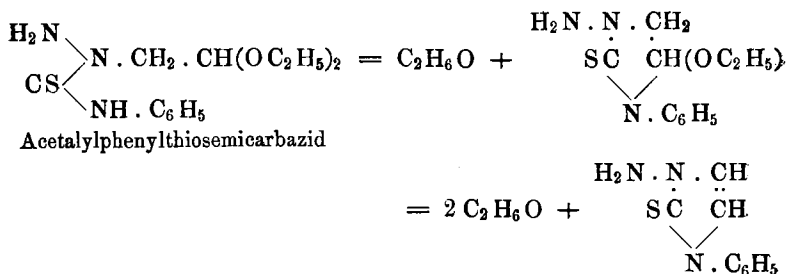 H₂N . N . CH₂
H₂N
N . CH₂ . CH(OC₂H₅)₂ = C₂H₆O + SC CH(OC₂H₅)
CS
NH . C₆H₅ N . C₆H₅
Acetalylphenylthiosemicarbazid
H₂N . N . CH
= 2 C₂H₆O + SC CH
N . C₆H₅